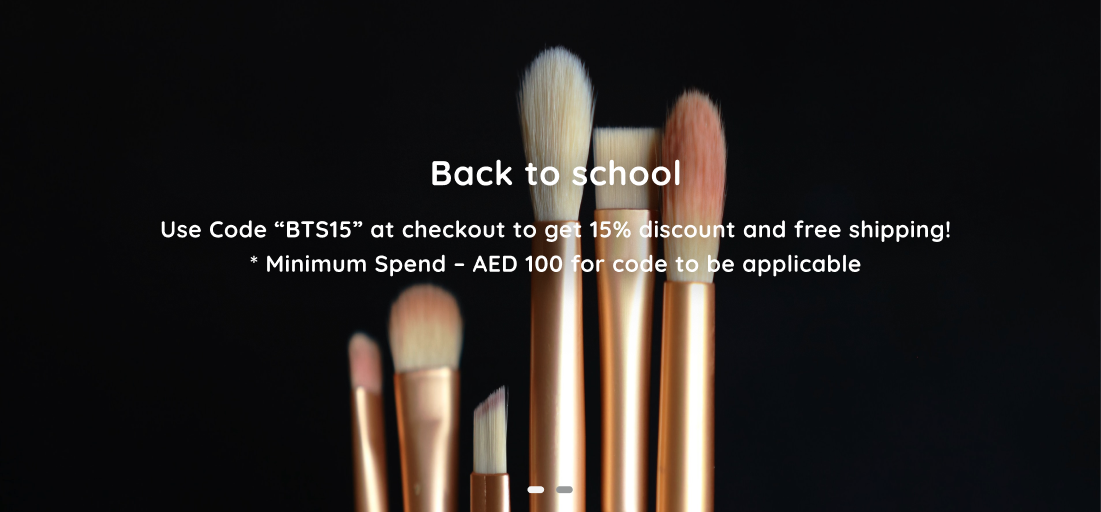 Back to school
Use Code “BTS15” at checkout to get 15% discount and free shipping!
* Minimum Spend – AED 100 for code to be applicable